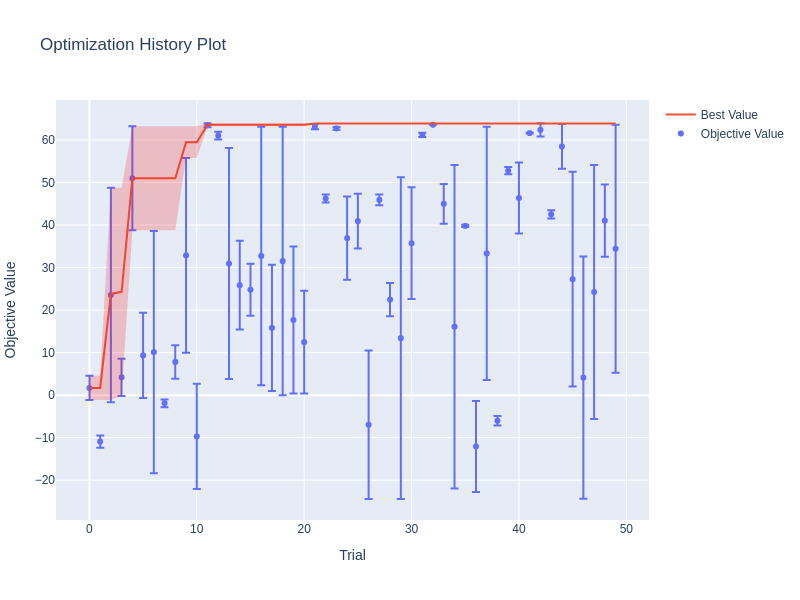 Optimization History Plot
Best Value
Objective Value
60
50
40
30
20
10
0
−10
−20
Objective Value
0 10 20 30 40 50
Trial